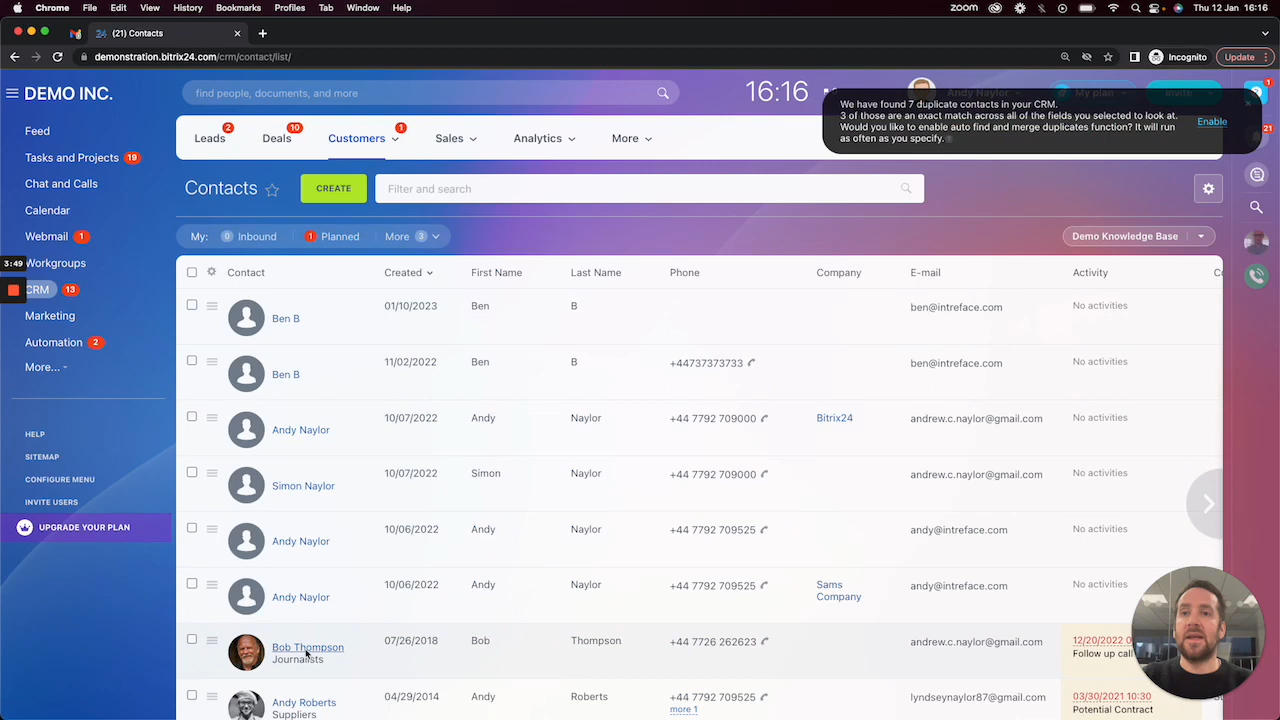 Chrome File Edit View History Bookmarks Profiles Tab Window Help zoom Thu 12 Jan 16:16
24 (21) Contacts
demonstration.bitrix24.com/crm/contact/list/ Incognito Update
DEMO INC. find people, documents, and more 16:16 Andy Naylor My plan Invite 1
We have found 7 duplicate contacts in your CRM.
3 of those are an exact match across all of the fields you selected to look at.
Would you like to enable auto find and merge duplicates function? It will run
as often as you specify.
Enable
21
Leads 2 Deals 10 Customers 1 Sales Analytics More
Feed
Tasks and Projects 19
Chat and Calls
Calendar
Webmail 1
Workgroups
3:49
CRM 13
Marketing
Automation 2
More...
HELP
SITEMAP
CONFIGURE MENU
INVITE USERS
UPGRADE YOUR PLAN
Contacts CREATE Filter and search
My: 0 Inbound 1 Planned More 3 Demo Knowledge Base
Contact Created First Name Last Name Phone Company E-mail Activity Co
Ben B 01/10/2023 Ben B ben@intreface.com No activities
Ben B 11/02/2022 Ben B +44737373733 ben@intreface.com No activities
Andy Naylor 10/07/2022 Andy Naylor +44 7792 709000 Bitrix24 andrew.c.naylor@gmail.com No activities
Simon Naylor 10/07/2022 Simon Naylor +44 7792 709000 andrew.c.naylor@gmail.com No activities
Andy Naylor 10/06/2022 Andy Naylor +44 7792 709525 andy@intreface.com No activities
Andy Naylor 10/06/2022 Andy Naylor +44 7792 709525 Sams Company andy@intreface.com No activities
Bob Thompson 07/26/2018 Bob Thompson +44 7726 262623 andrew.c.naylor@gmail.com 12/20/2022 0
Journalists Follow up call
Andy Roberts 04/29/2014 Andy Roberts +44 7792 709525 lyndseynaylor87@gmail.com 03/30/2021 10:30
Suppliers more 1 Potential Contract